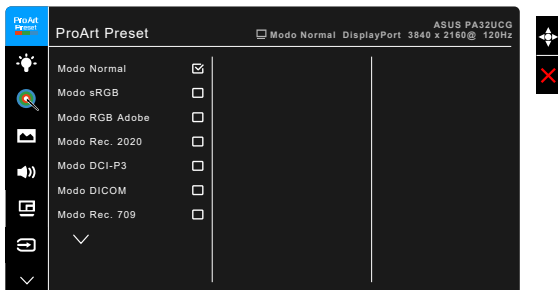 ProArt
Preset
ProArt Preset
ASUS PA32UCG
Modo Normal DisplayPort 3840 x 2160@ 120Hz
Modo Normal
Modo sRGB
Modo RGB Adobe
Modo Rec. 2020
Modo DCI-P3
Modo DICOM
Modo Rec. 709